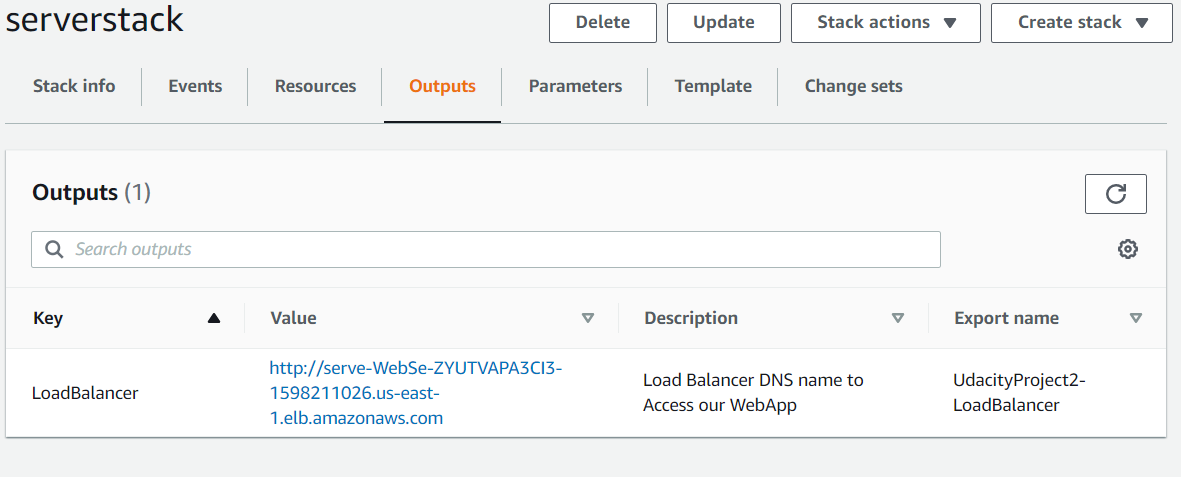 serverstack
Delete
Update
Stack actions
Create stack
Stack info
Events
Resources
Outputs
Parameters
Template
Change sets
Outputs (1)
Search outputs
Key
Value
Description
Export name
LoadBalancer
http://serve-WebSe-ZYUTVAPA3CI3-
1598211026.us-east-
1.elb.amazonaws.com
Load Balancer DNS name to
Access our WebApp
UdacityProject2-
LoadBalancer